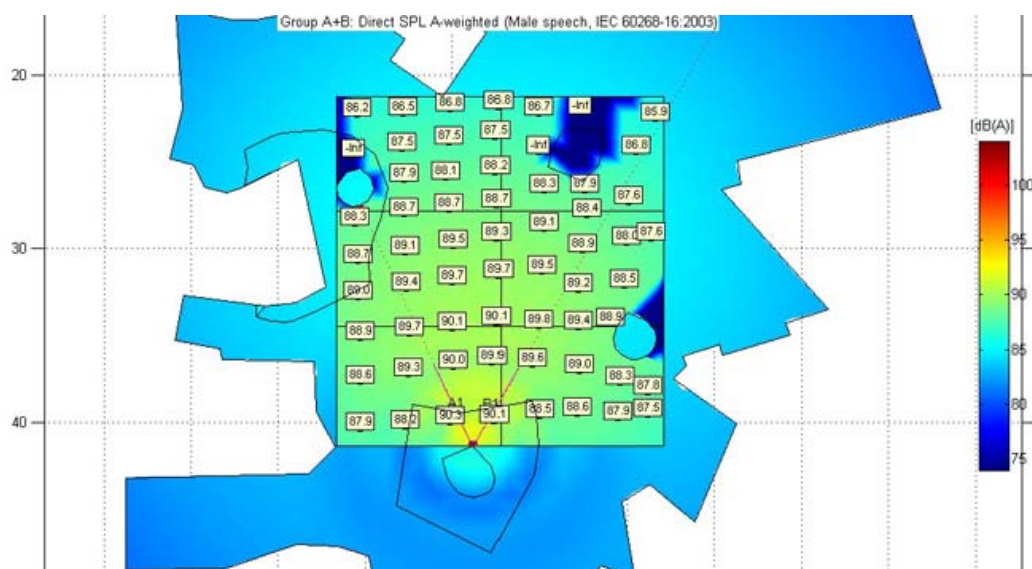 Group A+B: Direct SPL A-weighted (Male speech, IEC 60268-16:2003)
20
86.2 86.5 86.8 86.8 86.7 -Inf 85.9
[dB(A)]
-Inf 87.5 87.5 87.5 -Inf 86.8
100
87.9 88.1 88.2 88.3 87.9 87.6
95
88.3 88.7 88.7 88.7 89.1 88.4
30
88.7 89.1 89.5 89.3 88.9 88.0 87.6
90
89.0 89.4 89.7 89.7 89.5 89.2 88.5
85
88.9 89.7 90.1 90.1 89.8 89.4 88.9
80
88.6 89.3 90.0 89.9 89.6 89.0 88.3 87.8
A1
40
87.9 88.2 90.3 90.1 88.5 88.6 87.9 87.5
75